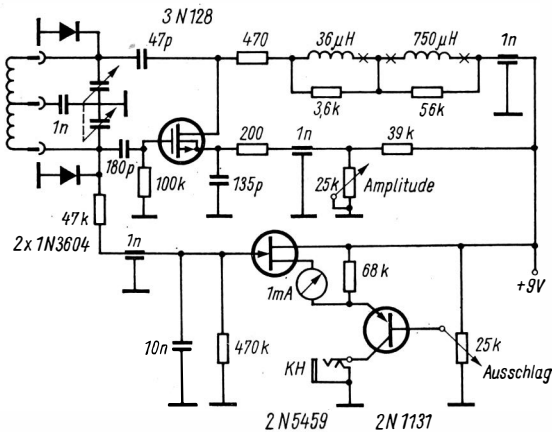 3N128
47p
470
36µH
750µH
1n
3,6k
56k
1n
180p
100k
200
1n
39k
135p
25k
Amplitude
47k
2x 1N3604
1n
1mA
68k
+9V
10n
470k
KH
25k
Ausschlag
2N5459
2N1131